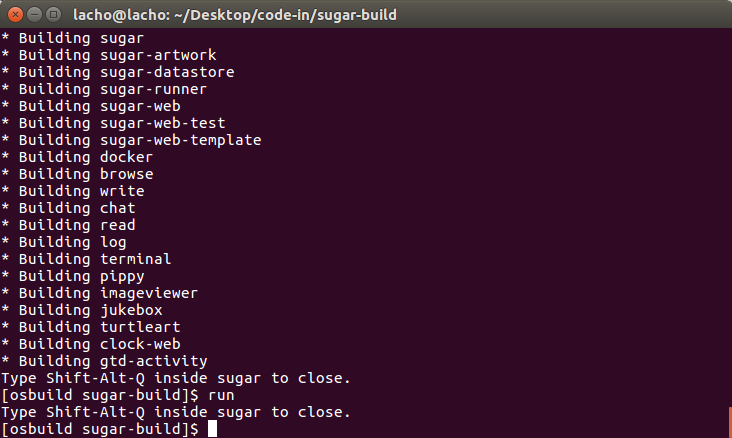 lacho@lacho: ~/Desktop/code-in/sugar-build
* Building sugar
* Building sugar-artwork
* Building sugar-datastore
* Building sugar-runner
* Building sugar-web
* Building sugar-web-test
* Building sugar-web-template
* Building docker
* Building browse
* Building write
* Building chat
* Building read
* Building log
* Building terminal
* Building pippy
* Building imageviewer
* Building jukebox
* Building turtleart
* Building clock-web
* Building gtd-activity
Type Shift-Alt-Q inside sugar to close.
[osbuild sugar-build]$ run
Type Shift-Alt-Q inside sugar to close.
[osbuild sugar-build]$